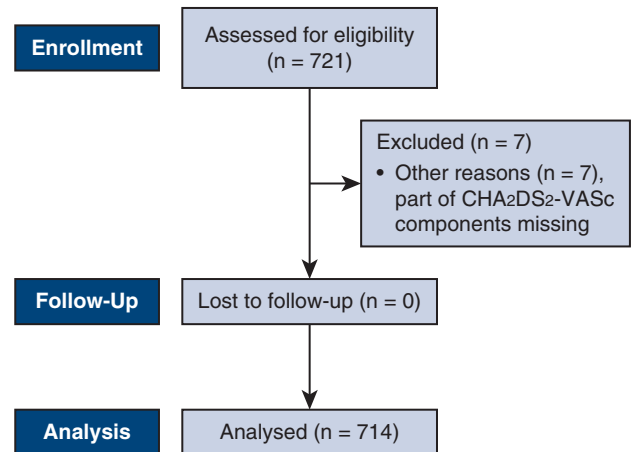 Enrollment
Assessed for eligibility
(n = 721)
Excluded (n = 7)
• Other reasons (n = 7),
part of CHA2DS2-VASc
components missing
Follow-Up
Lost to follow-up (n = 0)
Analysis
Analysed (n = 714)